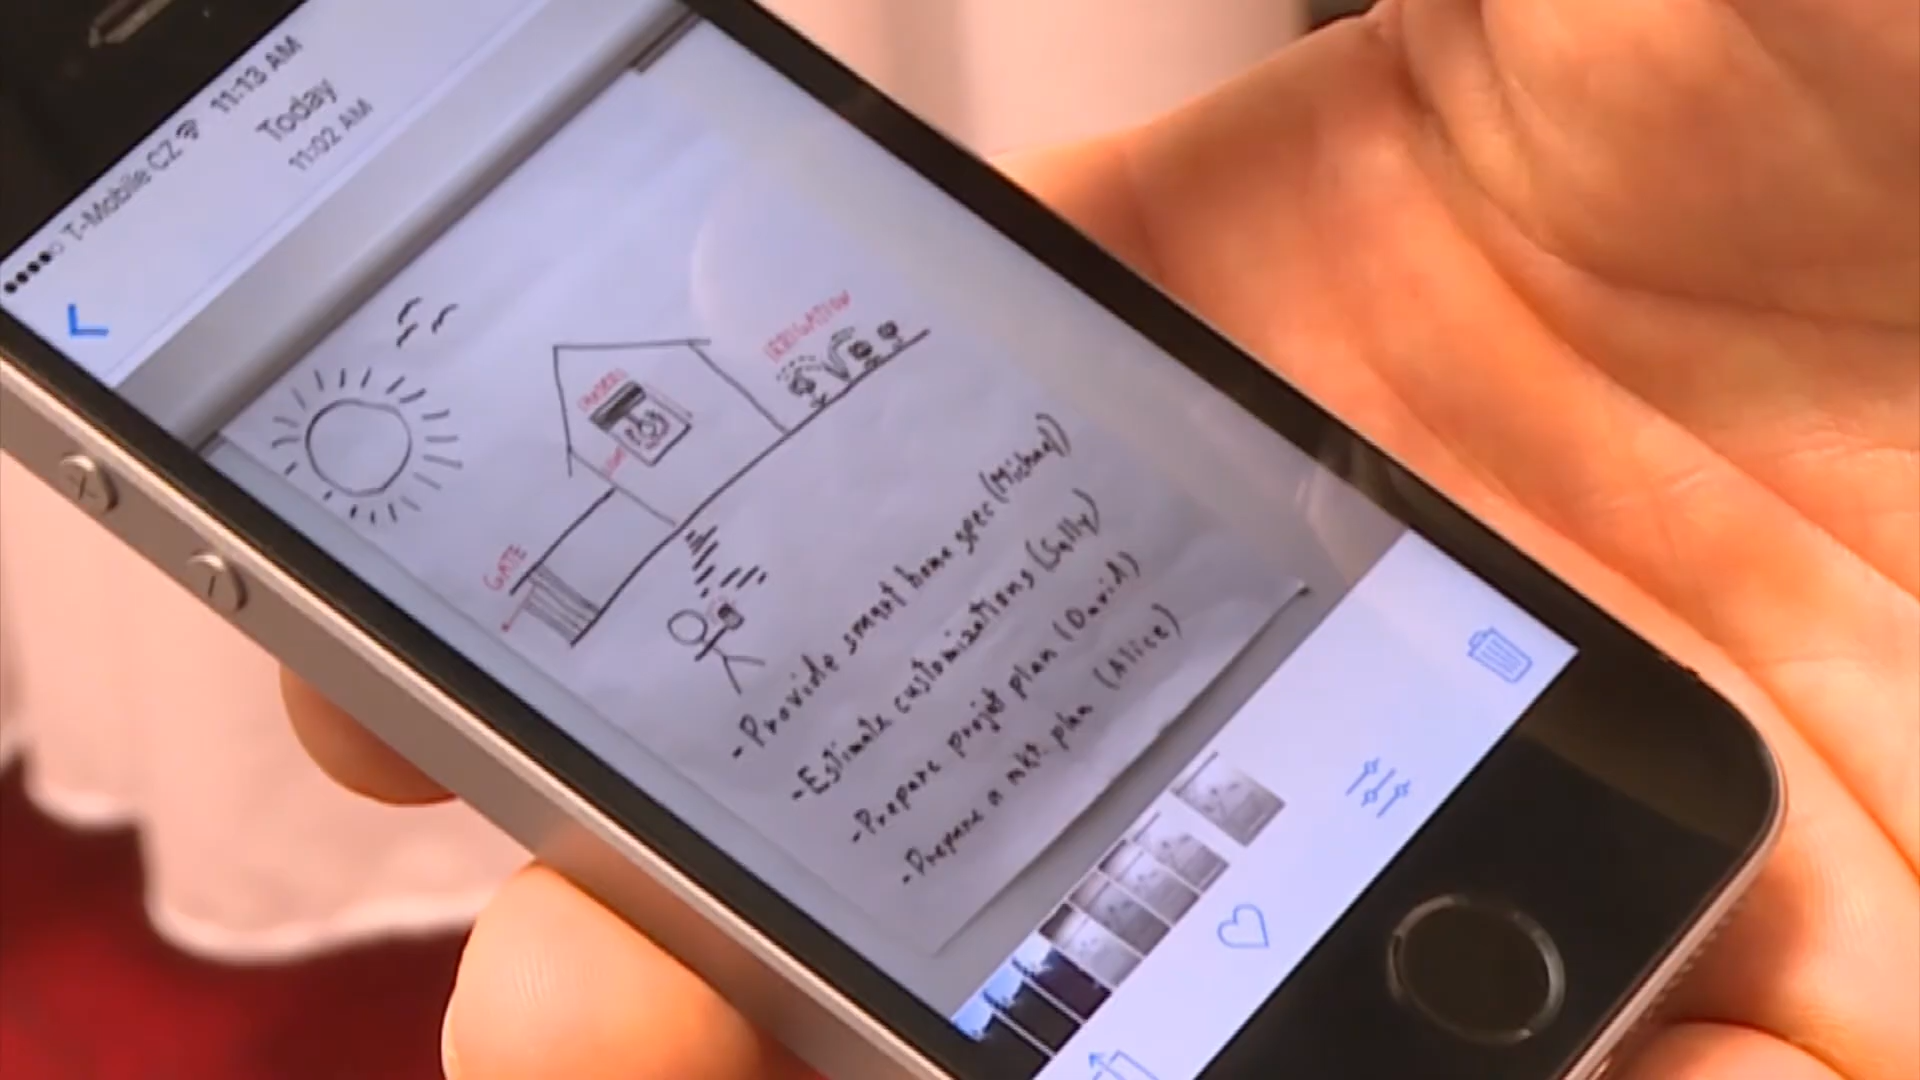 T-Mobile CZ 11:13 AM
Today
11:02 AM
IRRIGATION
GATE
- Provide smart home spec (Michael)
- Estimate customizations (Sally)
- Prepare projet plan (David)
- Prepare a mkt. plan (Alice)